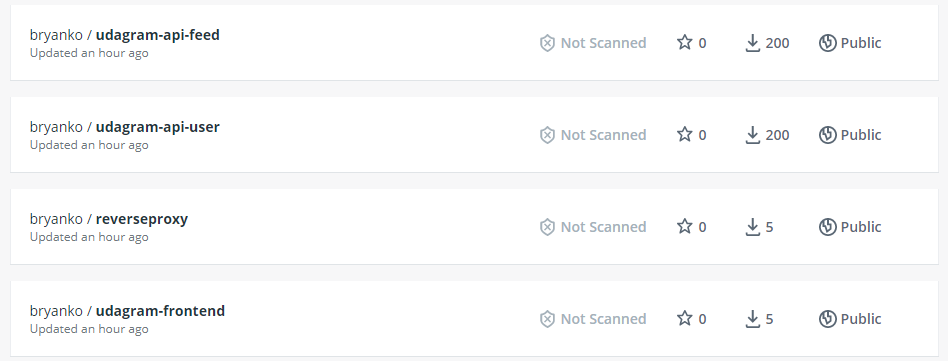 bryanko / udagram-api-feed
Updated an hour ago
Not Scanned 0 200 Public
bryanko / udagram-api-user
Updated an hour ago
Not Scanned 0 200 Public
bryanko / reverseproxy
Updated an hour ago
Not Scanned 0 5 Public
bryanko / udagram-frontend
Updated an hour ago
Not Scanned 0 5 Public